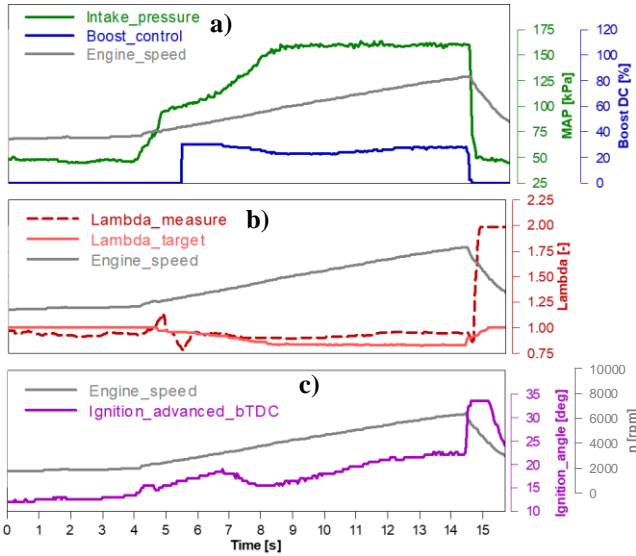 Intake_pressure
Boost_control
Engine_speed
a)
175
150
125
100
75
50
25
MAP [kPa]
120
100
80
60
40
20
0
Boost DC [%]
Lambda_measure
Lambda_target
Engine_speed
b)
2.00
1.75
1.50
1.25
1.00
0.75
Lambda [-]
Engine_speed
Ignition_advanced_bTDC
c)
35
30
25
20
15
10
Ignition_angle [deg]
10000
8000
6000
4000
2000
0
n [rpm]
0 1 2 3 4 5 6 7 8 9 10 11 12 13 14 15
Time [s]